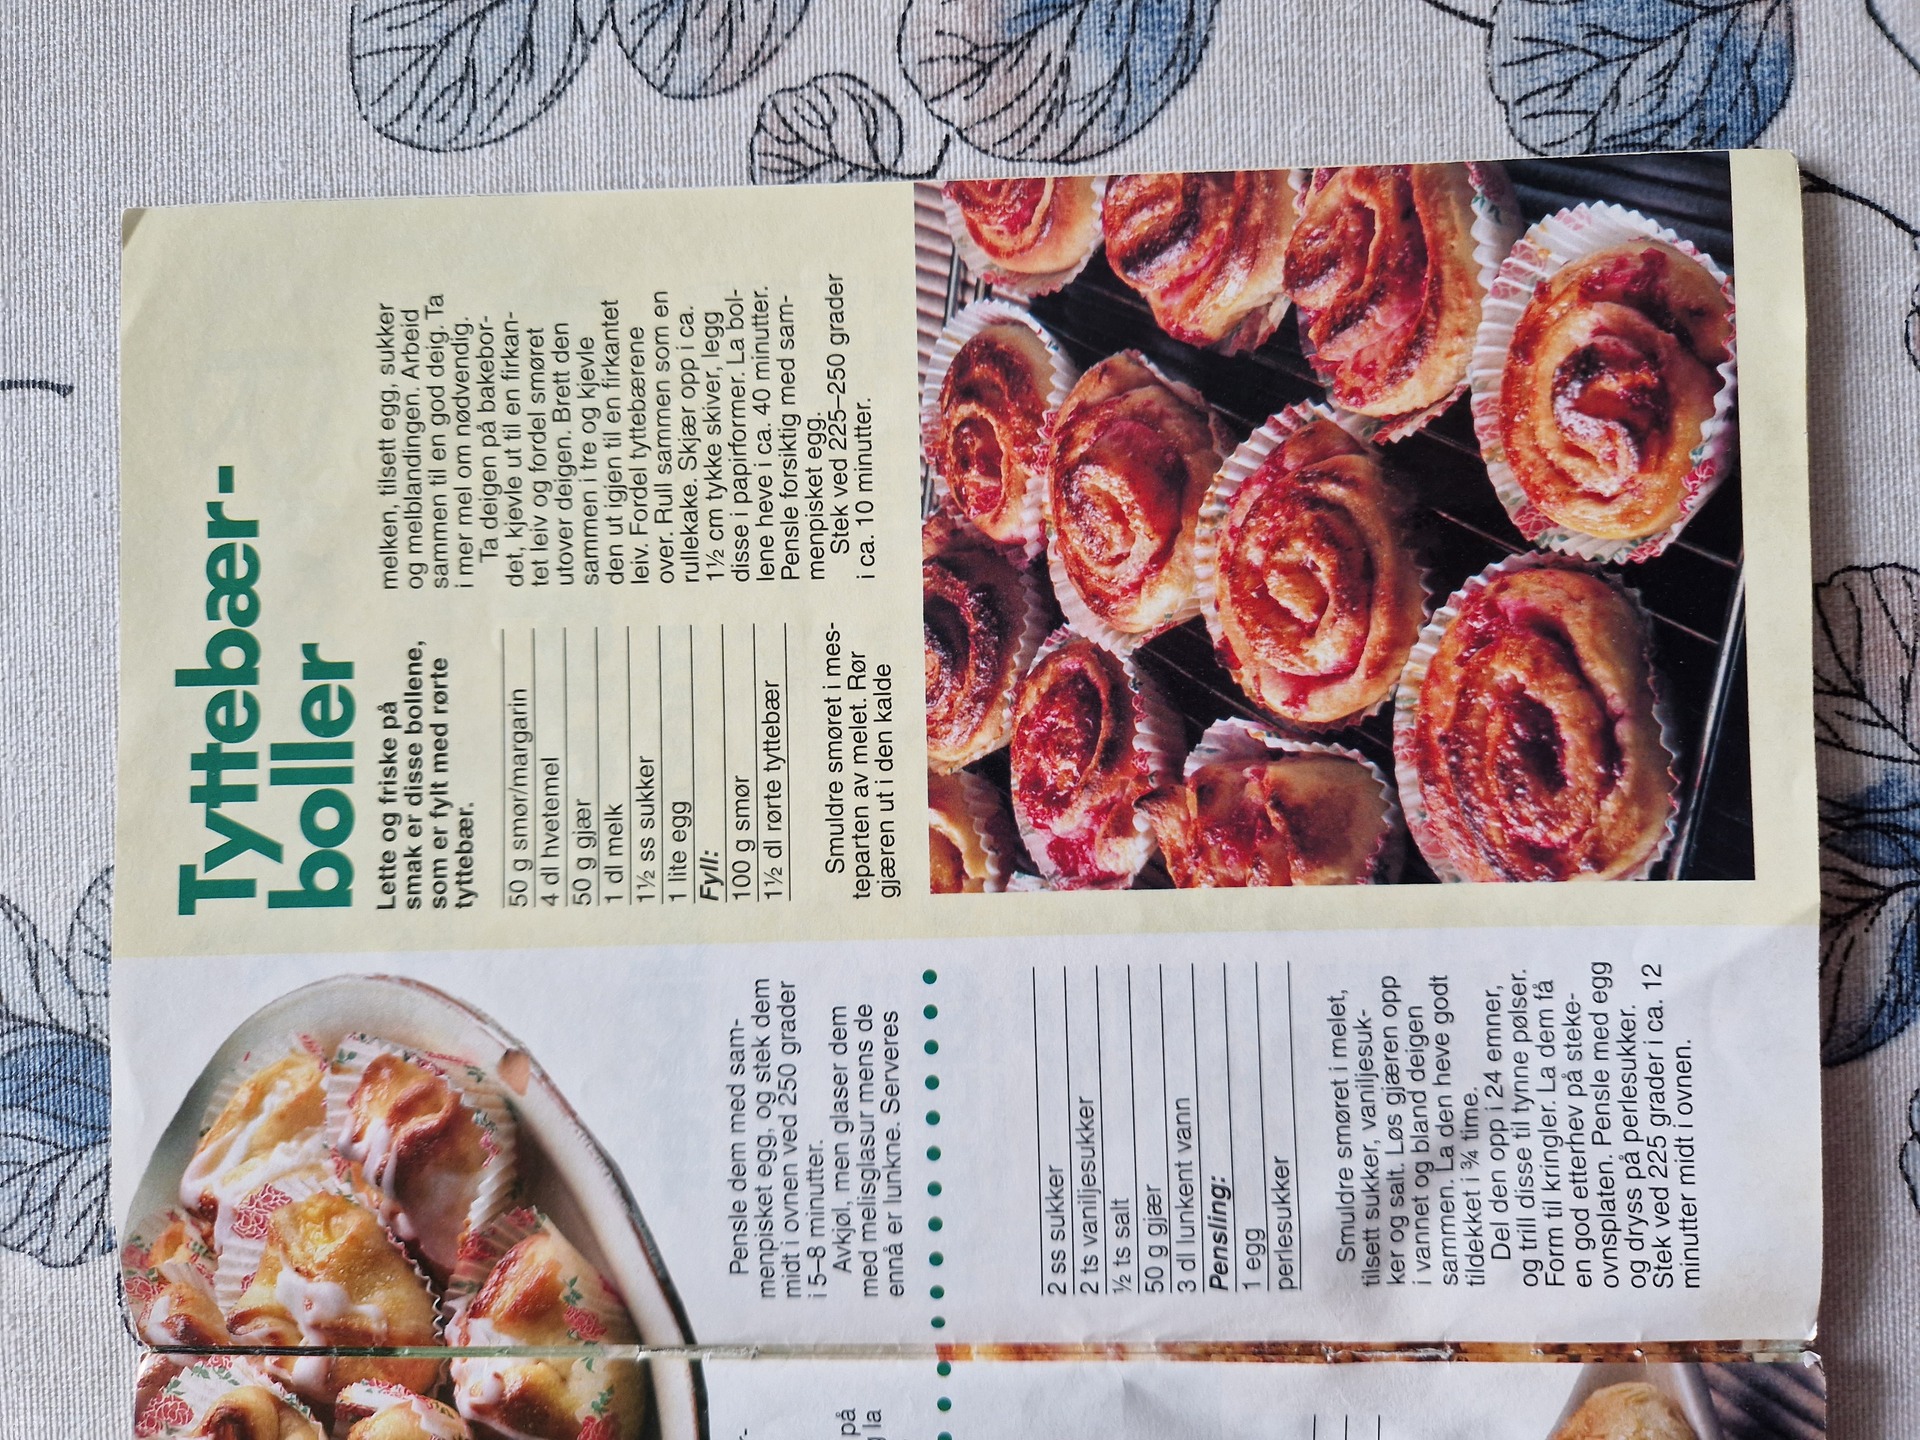 på
la
Pensle dem med sam-
menpisket egg, og stek dem
midt i ovnen ved 250 grader
i 5–8 minutter.
Avkjøl, men glaser dem
med melisglasur mens de
ennå er lunkne. Serveres
2 ss sukker
2 ts vaniljesukker
½ ts salt
50 g gjær
3 dl lunkent vann
Pensling:
1 egg
perlesukker
Smuldre smøret i melet,
tilsett sukker, vaniljesuk-
ker og salt. Løs gjæren opp
i vannet og bland deigen
sammen. La den heve godt
tildekket i ¾ time.
Del den opp i 24 emner,
og trill disse til tynne pølser.
Form til kringler. La dem få
en god etterhev på steke-
ovnsplaten. Pensle med egg
og dryss på perlesukker.
Stek ved 225 grader i ca. 12
minutter midt i ovnen.
Tyttebær-
boller
Lette og friske på
smak er disse bollene,
som er fylt med rørte
tyttebær.
50 g smør/margarin
4 dl hvetemel
50 g gjær
1 dl melk
1½ ss sukker
1 lite egg
Fyll:
100 g smør
1½ dl rørte tyttebær
Smuldre smøret i mes-
teparten av melet. Rør
gjæren ut i den kalde
melken, tilsett egg, sukker
og melblandingen. Arbeid
sammen til en god deig. Ta
i mer mel om nødvendig.
Ta deigen på bakebor-
det, kjevle ut til en firkan-
tet leiv og fordel smøret
utover deigen. Brett den
sammen i tre og kjevle
den ut igjen til en firkantet
leiv. Fordel tyttebærene
over. Rull sammen som en
rullekake. Skjær opp i ca.
1½ cm tykke skiver, legg
disse i papirformer. La bol-
lene heve i ca. 40 minutter.
Pensle forsiktig med sam-
menpisket egg.
Stek ved 225–250 grader
i ca. 10 minutter.